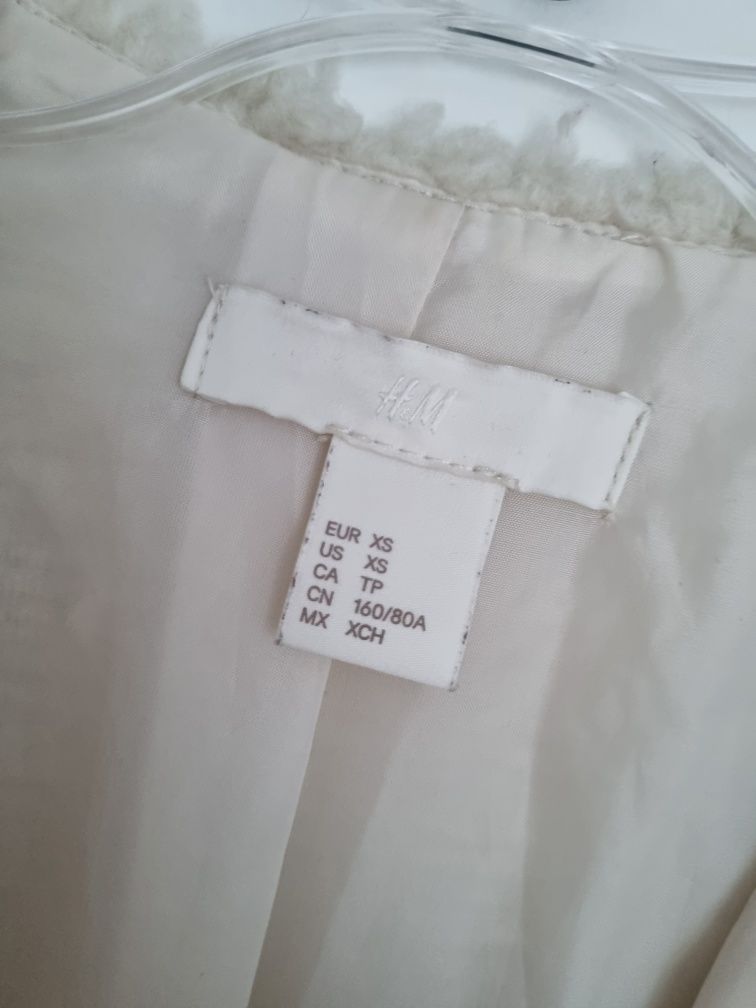 H&M
EUR XS
US XS
CA TP
CN 160/80A
MX XCH